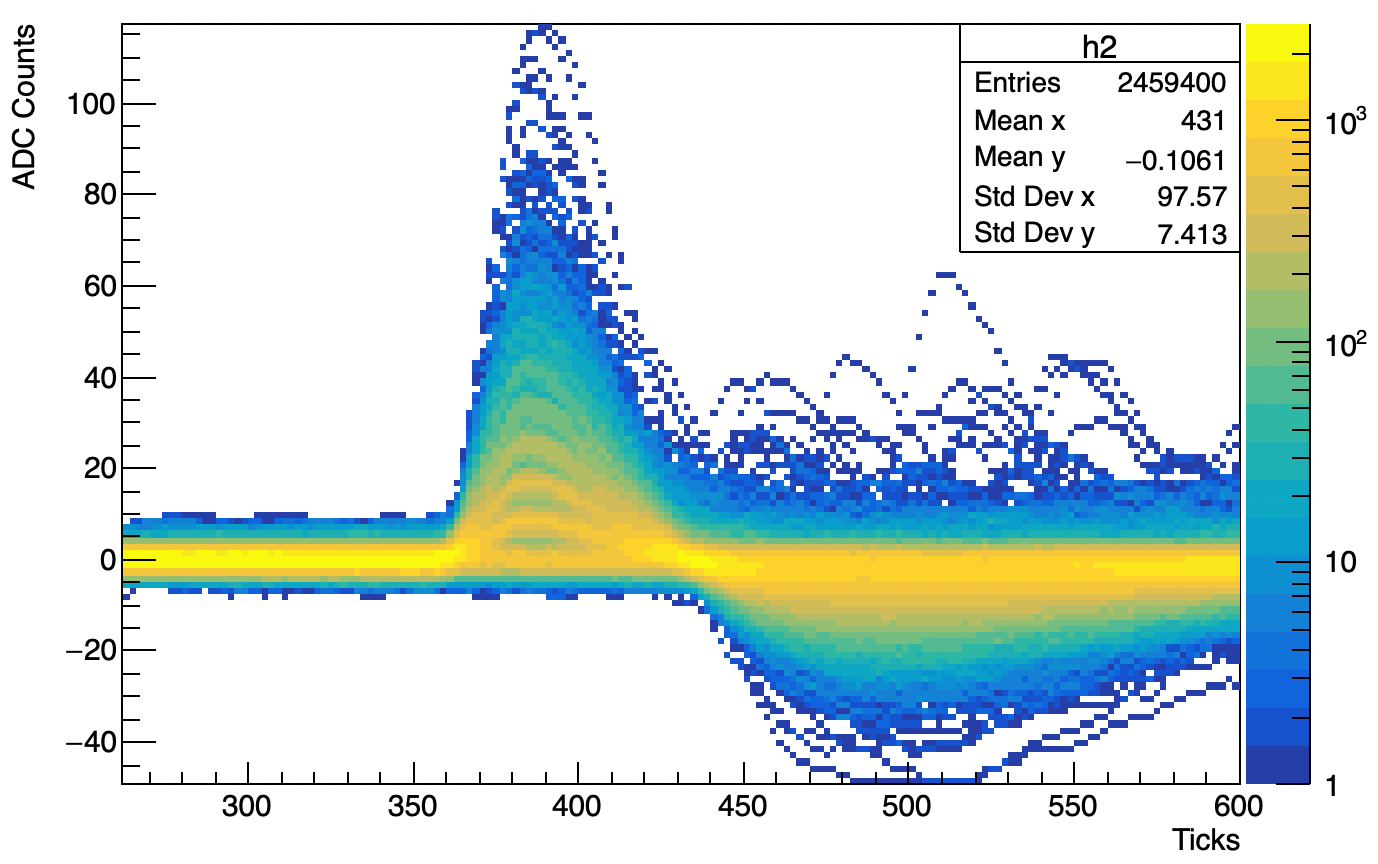 ADC Counts
h2
Entries 2459400
Mean x 431
Mean y −0.1061
Std Dev x 97.57
Std Dev y 7.413
100
80
60
40
20
0
−20
−40
300 350 400 450 500 550 600
Ticks
10³
10²
10
1